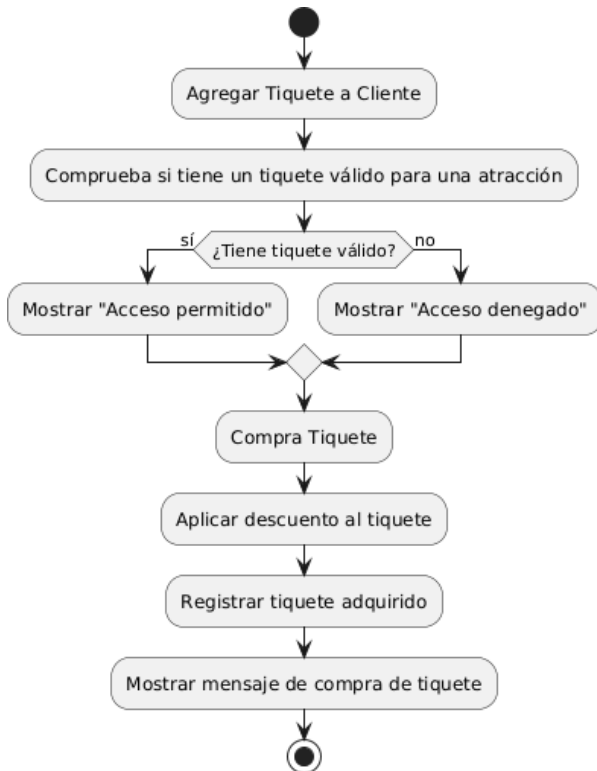 Agregar Tiquete a Cliente
Comprueba si tiene un tiquete válido para una atracción
sí
¿Tiene tiquete válido?
no
Mostrar "Acceso permitido"
Mostrar "Acceso denegado"
Compra Tiquete
Aplicar descuento al tiquete
Registrar tiquete adquirido
Mostrar mensaje de compra de tiquete